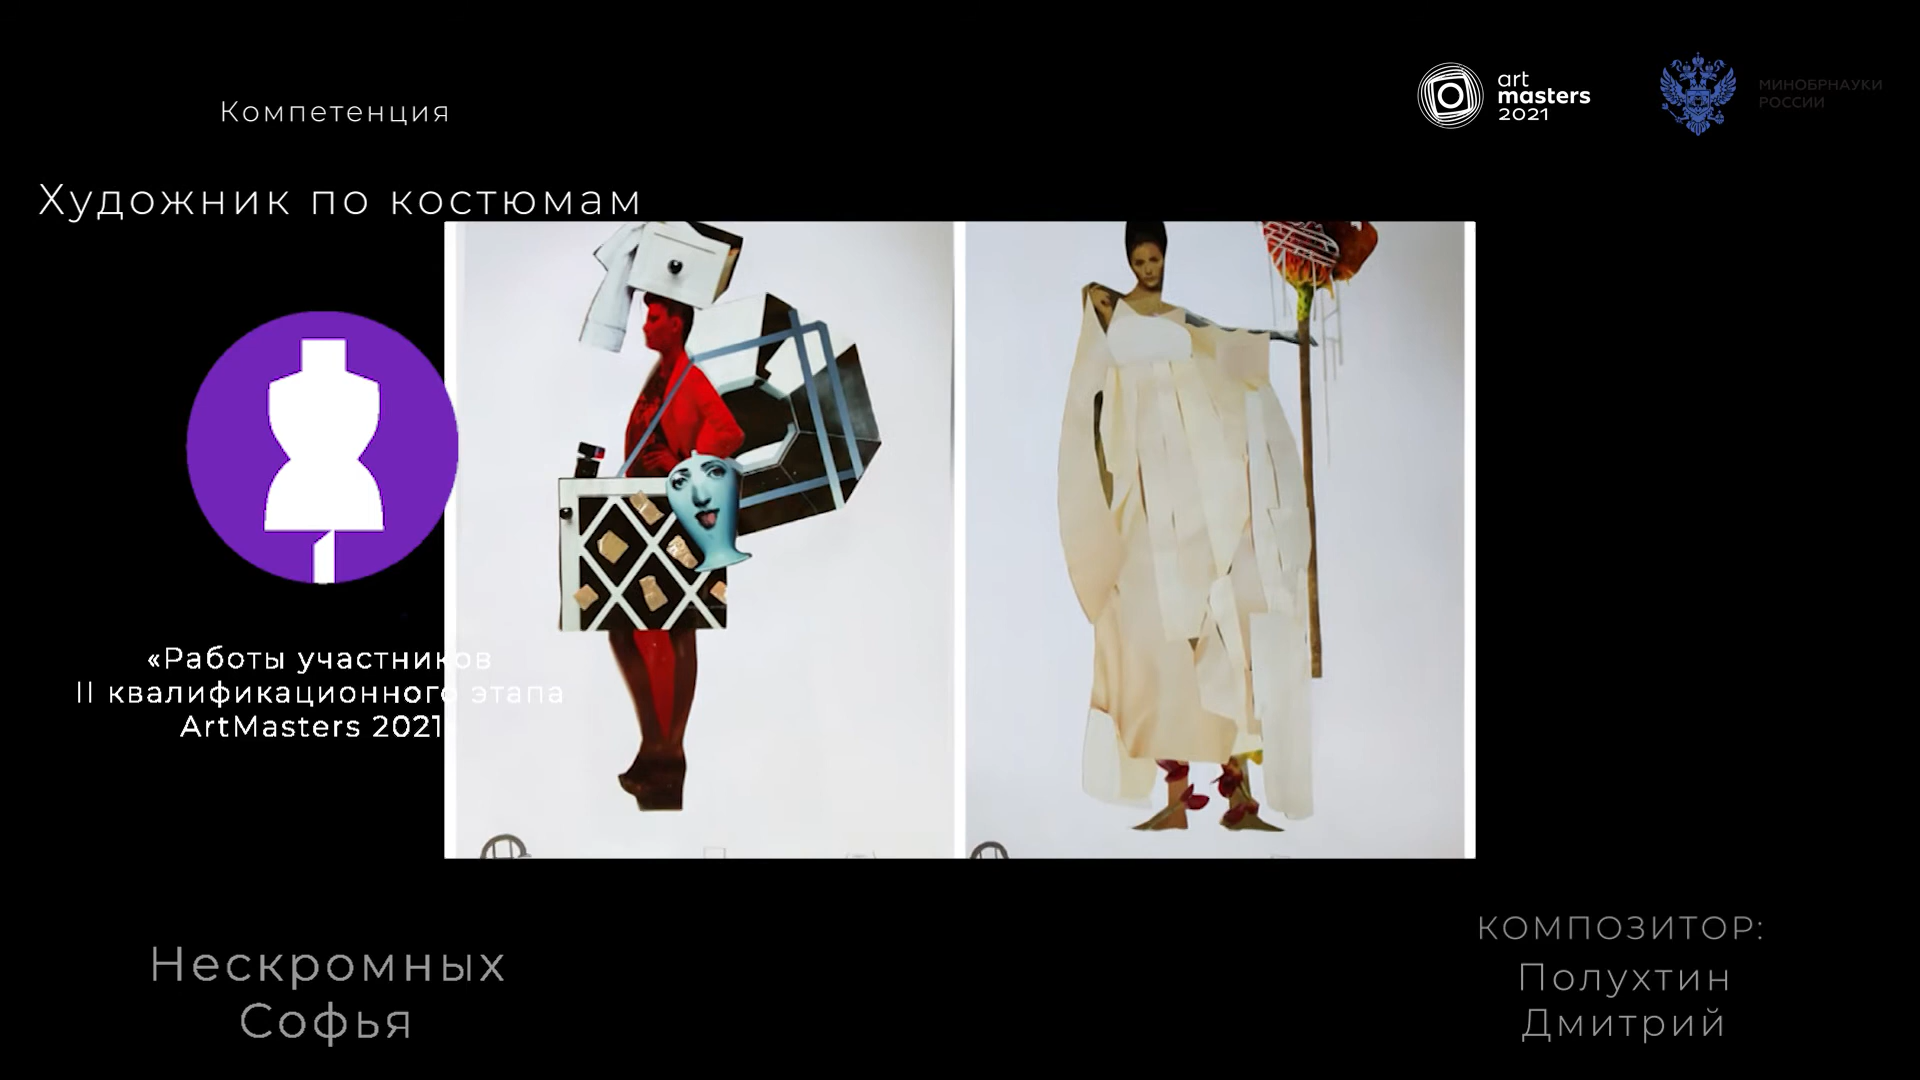 Компетенция
Художник по костюмам
art
masters
2021
МИНОБРНАУКИ
РОССИИ
«Работы участников
II квалификационного этапа
ArtMasters 2021»
Нескромных
Софья
КОМПОЗИТОР:
Полухтин
Дмитрий